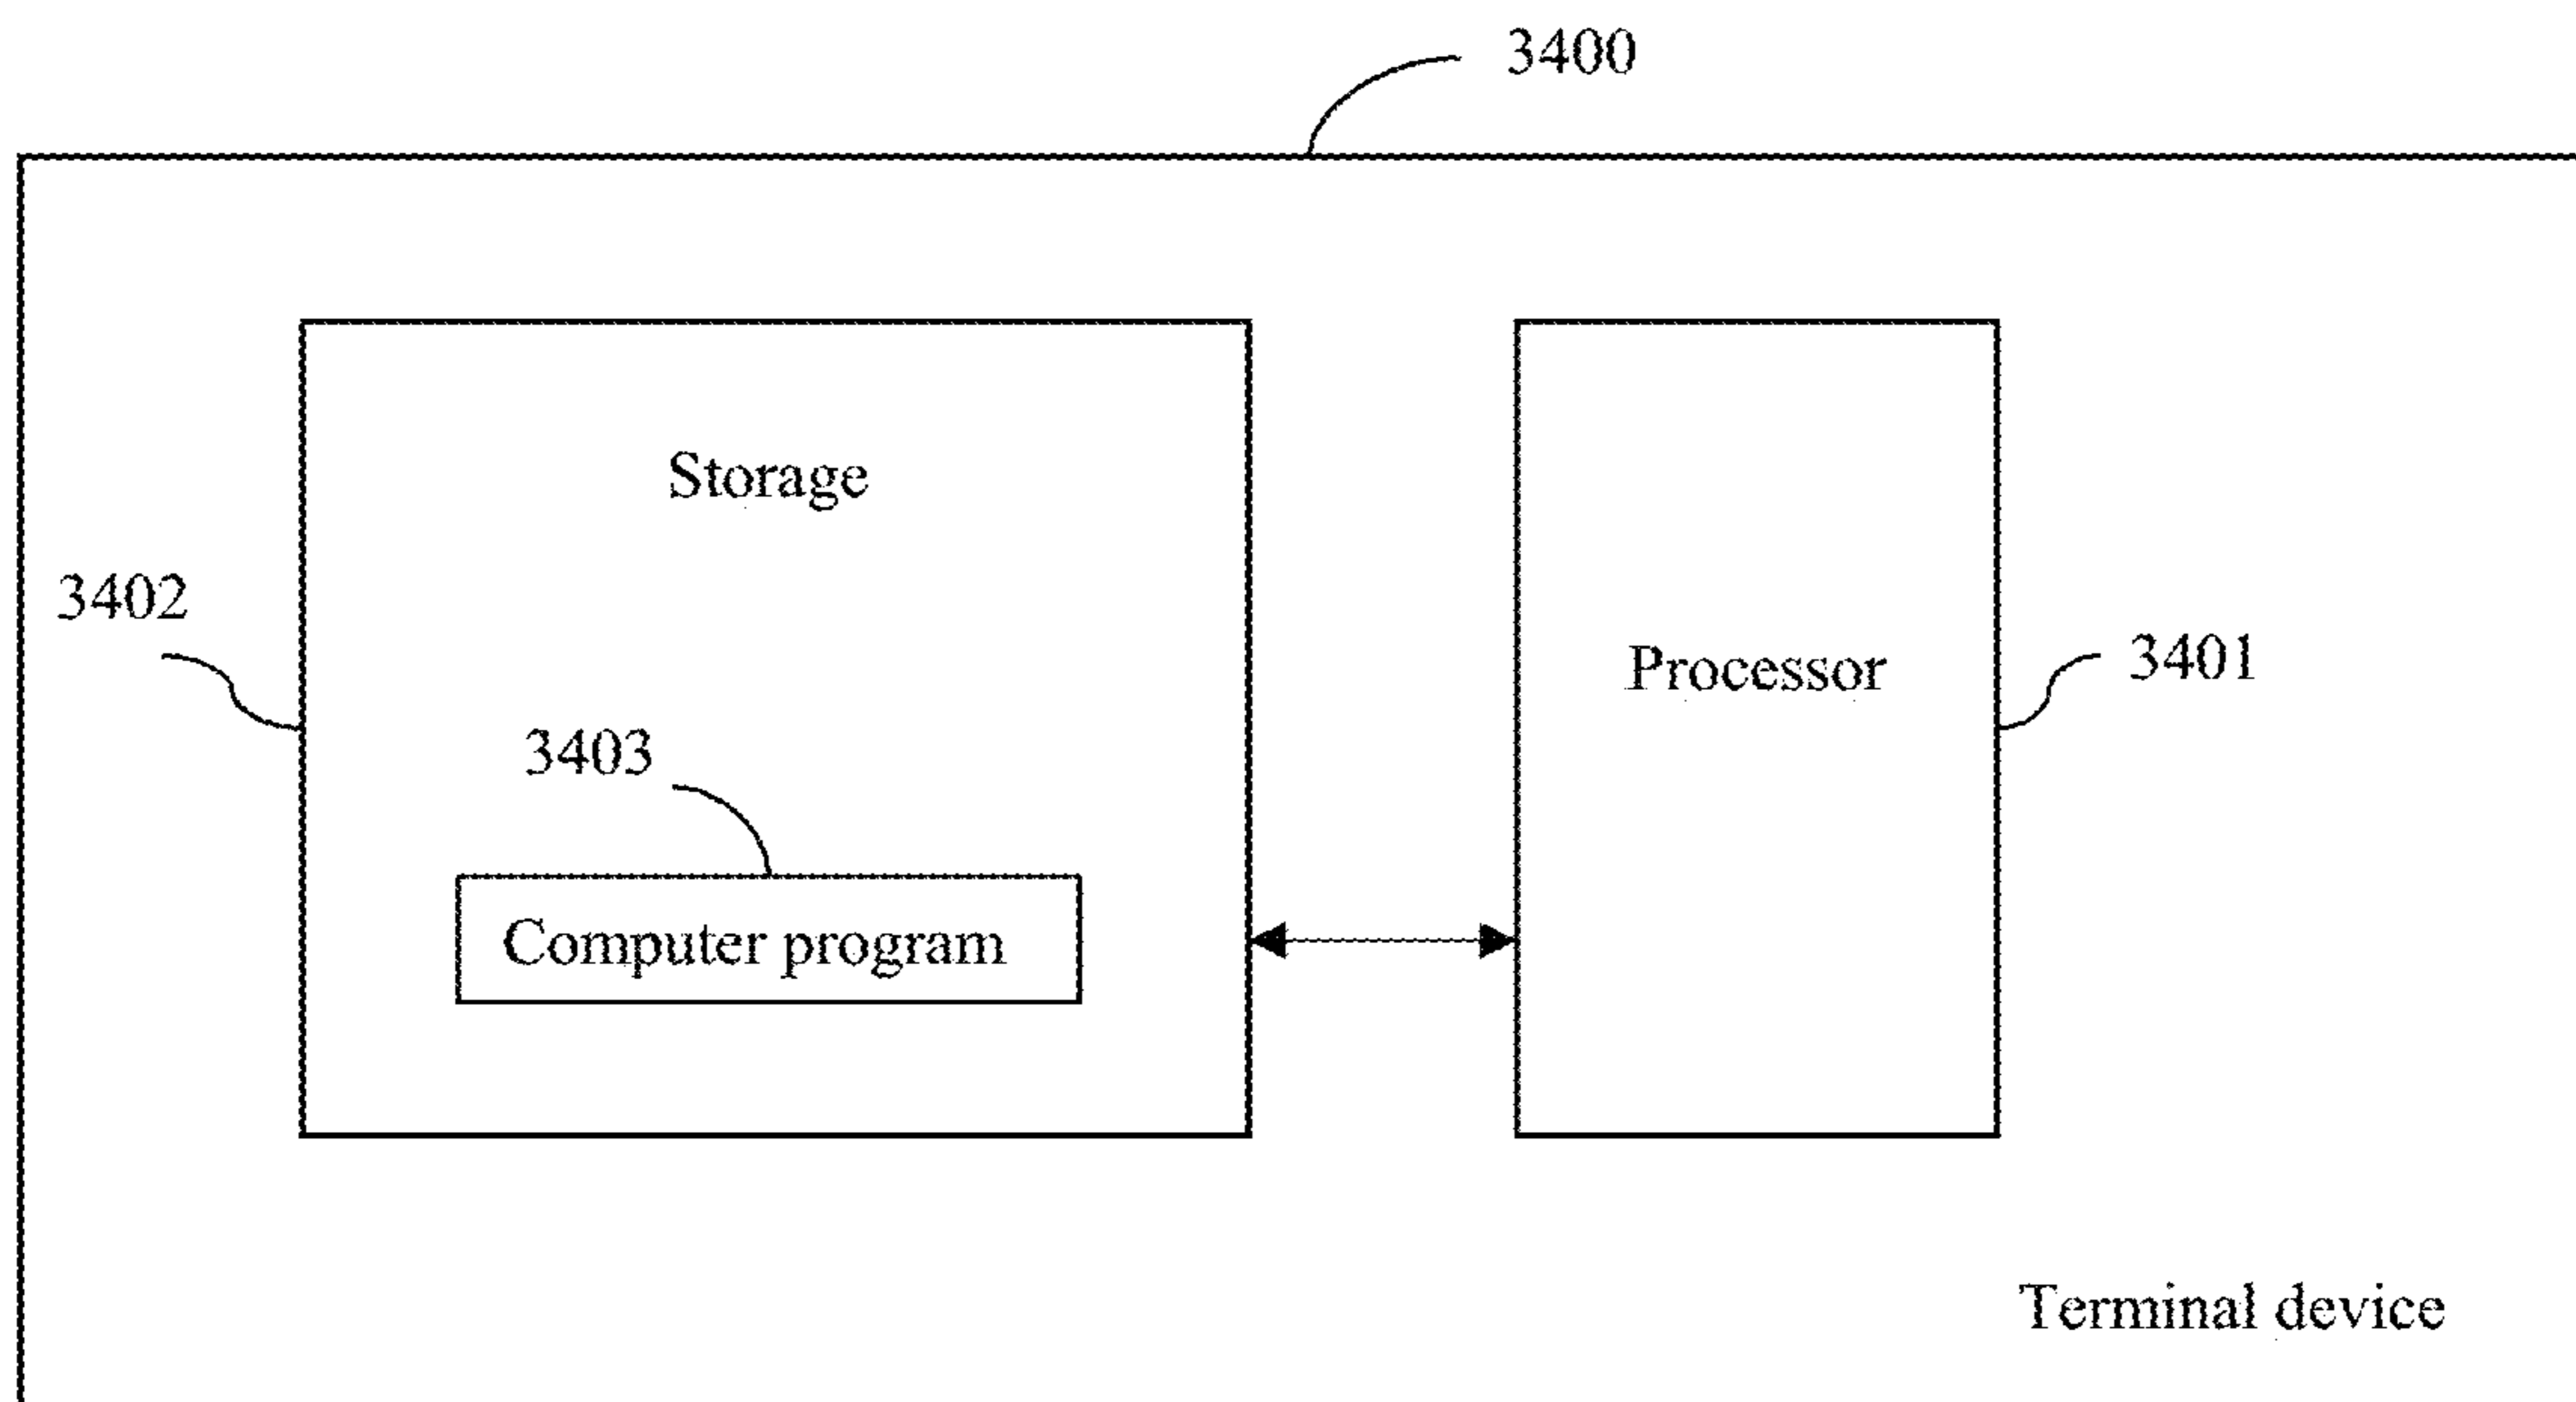 3400
Storage
3402
Processor
3401
3403
Computer program
Terminal device